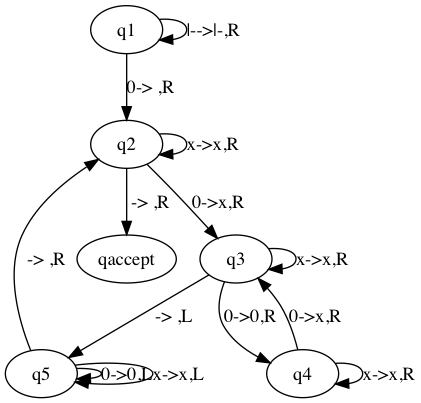 q1
|-->|-,R
0-> ,R
q2
x->x,R
-> ,R
0->x,R
-> ,R
qaccept
q3
x->x,R
-> ,L
0->0,R
0->x,R
q5
0->0,L
x->x,L
q4
x->x,R